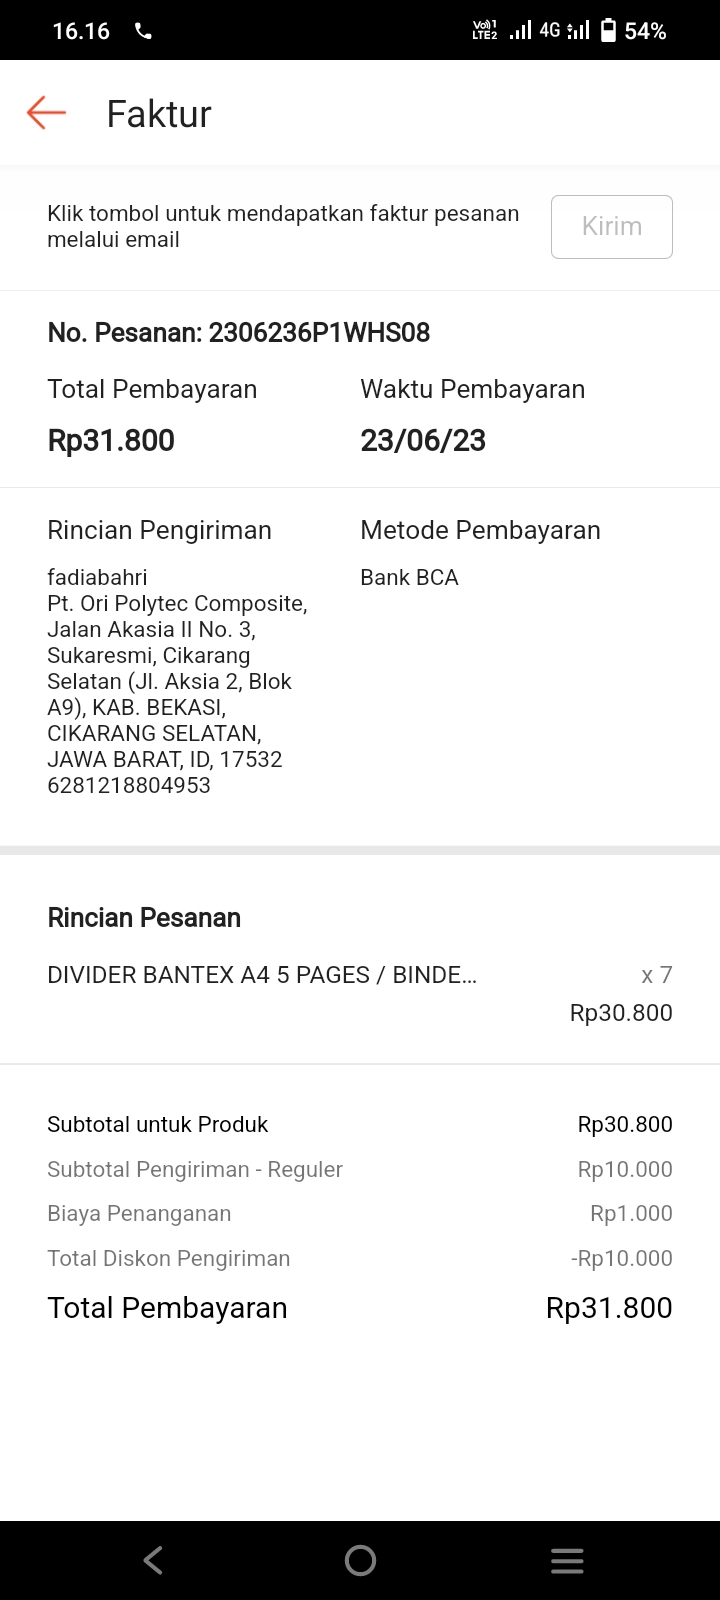 16.16
Vo)) 1
LTE2
4G
54%
Faktur
Klik tombol untuk mendapatkan faktur pesanan
melalui email
Kirim
No. Pesanan: 2306236P1WHS08
Total Pembayaran
Waktu Pembayaran
Rp31.800
23/06/23
Rincian Pengiriman
Metode Pembayaran
fadiabahri
Bank BCA
Pt. Ori Polytec Composite,
Jalan Akasia II No. 3,
Sukaresmi, Cikarang
Selatan (Jl. Aksia 2, Blok
A9), KAB. BEKASI,
CIKARANG SELATAN,
JAWA BARAT, ID, 17532
6281218804953
Rincian Pesanan
DIVIDER BANTEX A4 5 PAGES / BINDE... x 7
Rp30.800
Subtotal untuk Produk Rp30.800
Subtotal Pengiriman - Reguler Rp10.000
Biaya Penanganan Rp1.000
Total Diskon Pengiriman -Rp10.000
Total Pembayaran Rp31.800